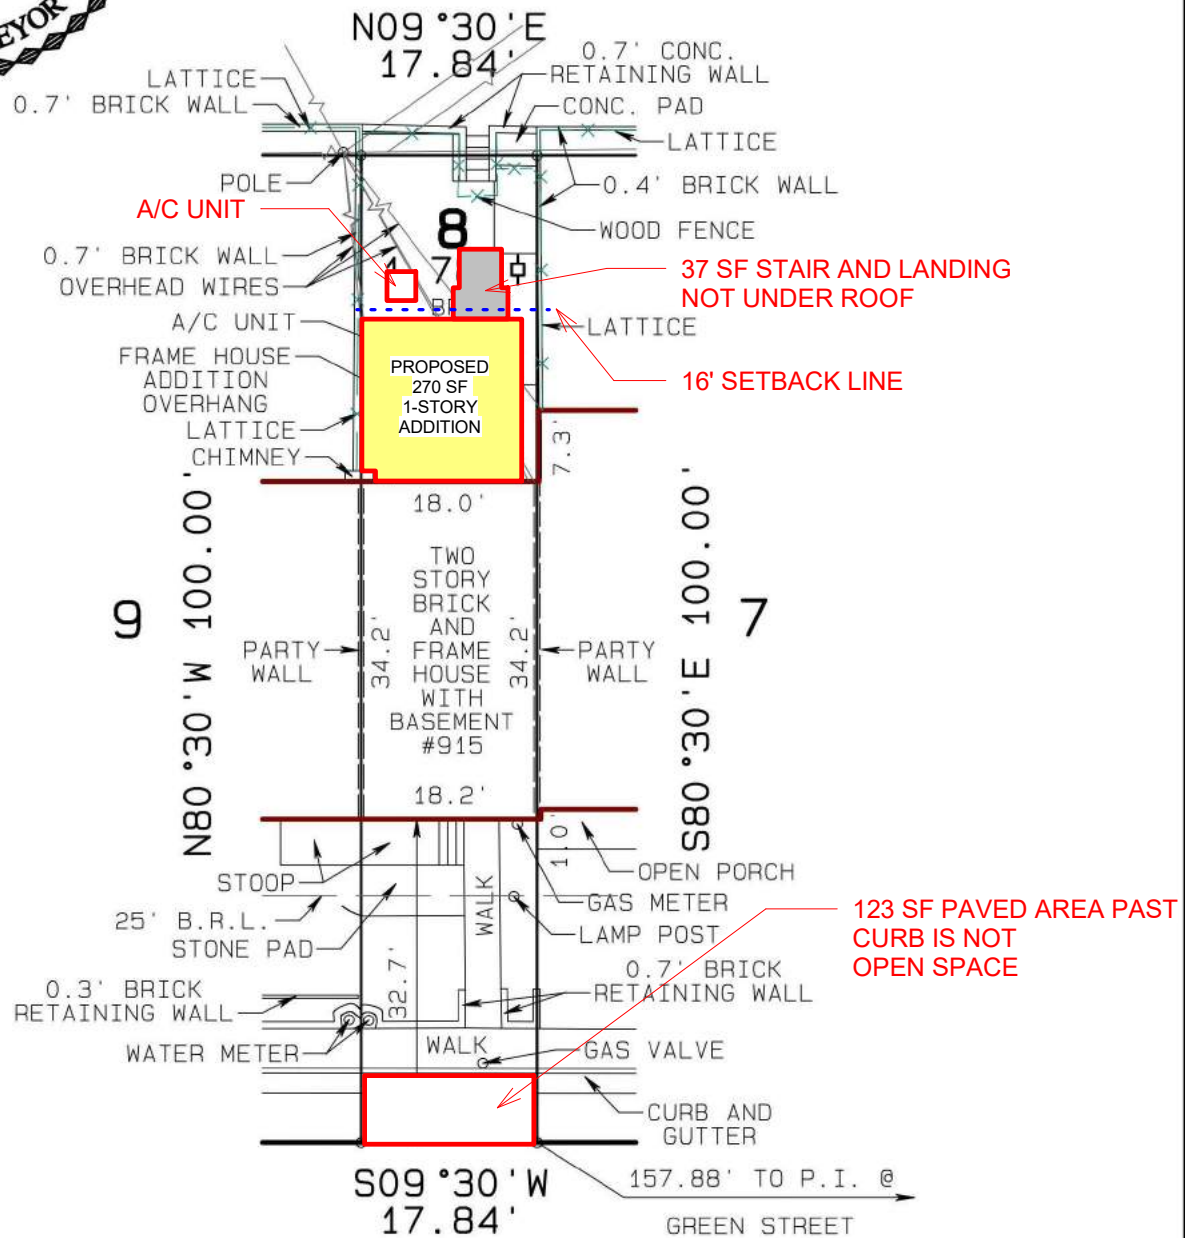 EYOR
N09°30'E
17.84'
0.7' CONC.
RETAINING WALL
LATTICE
0.7' BRICK WALL
CONC. PAD
LATTICE
POLE
0.4' BRICK WALL
A/C UNIT
WOOD FENCE
8
0.7' BRICK WALL
OVERHEAD WIRES
37 SF STAIR AND LANDING
NOT UNDER ROOF
A/C UNIT
LATTICE
FRAME HOUSE
ADDITION
OVERHANG
PROPOSED
270 SF
1-STORY
ADDITION
16' SETBACK LINE
LATTICE
CHIMNEY
7.3'
18.0'
N80°30'W 100.00'
S80°30'E 100.00'
TWO
STORY
BRICK
AND
FRAME
HOUSE
WITH
BASEMENT
#915
9
7
34.2'
34.2'
PARTY
WALL
PARTY
WALL
18.2'
1.0'
OPEN PORCH
STOOP
WALK
GAS METER
25' B.R.L.
LAMP POST
STONE PAD
123 SF PAVED AREA PAST
CURB IS NOT
OPEN SPACE
32.7'
0.7' BRICK
RETAINING WALL
0.3' BRICK
RETAINING WALL
WATER METER
WALK
GAS VALVE
CURB AND
GUTTER
S09°30'W
17.84'
157.88' TO P.I. @
GREEN STREET